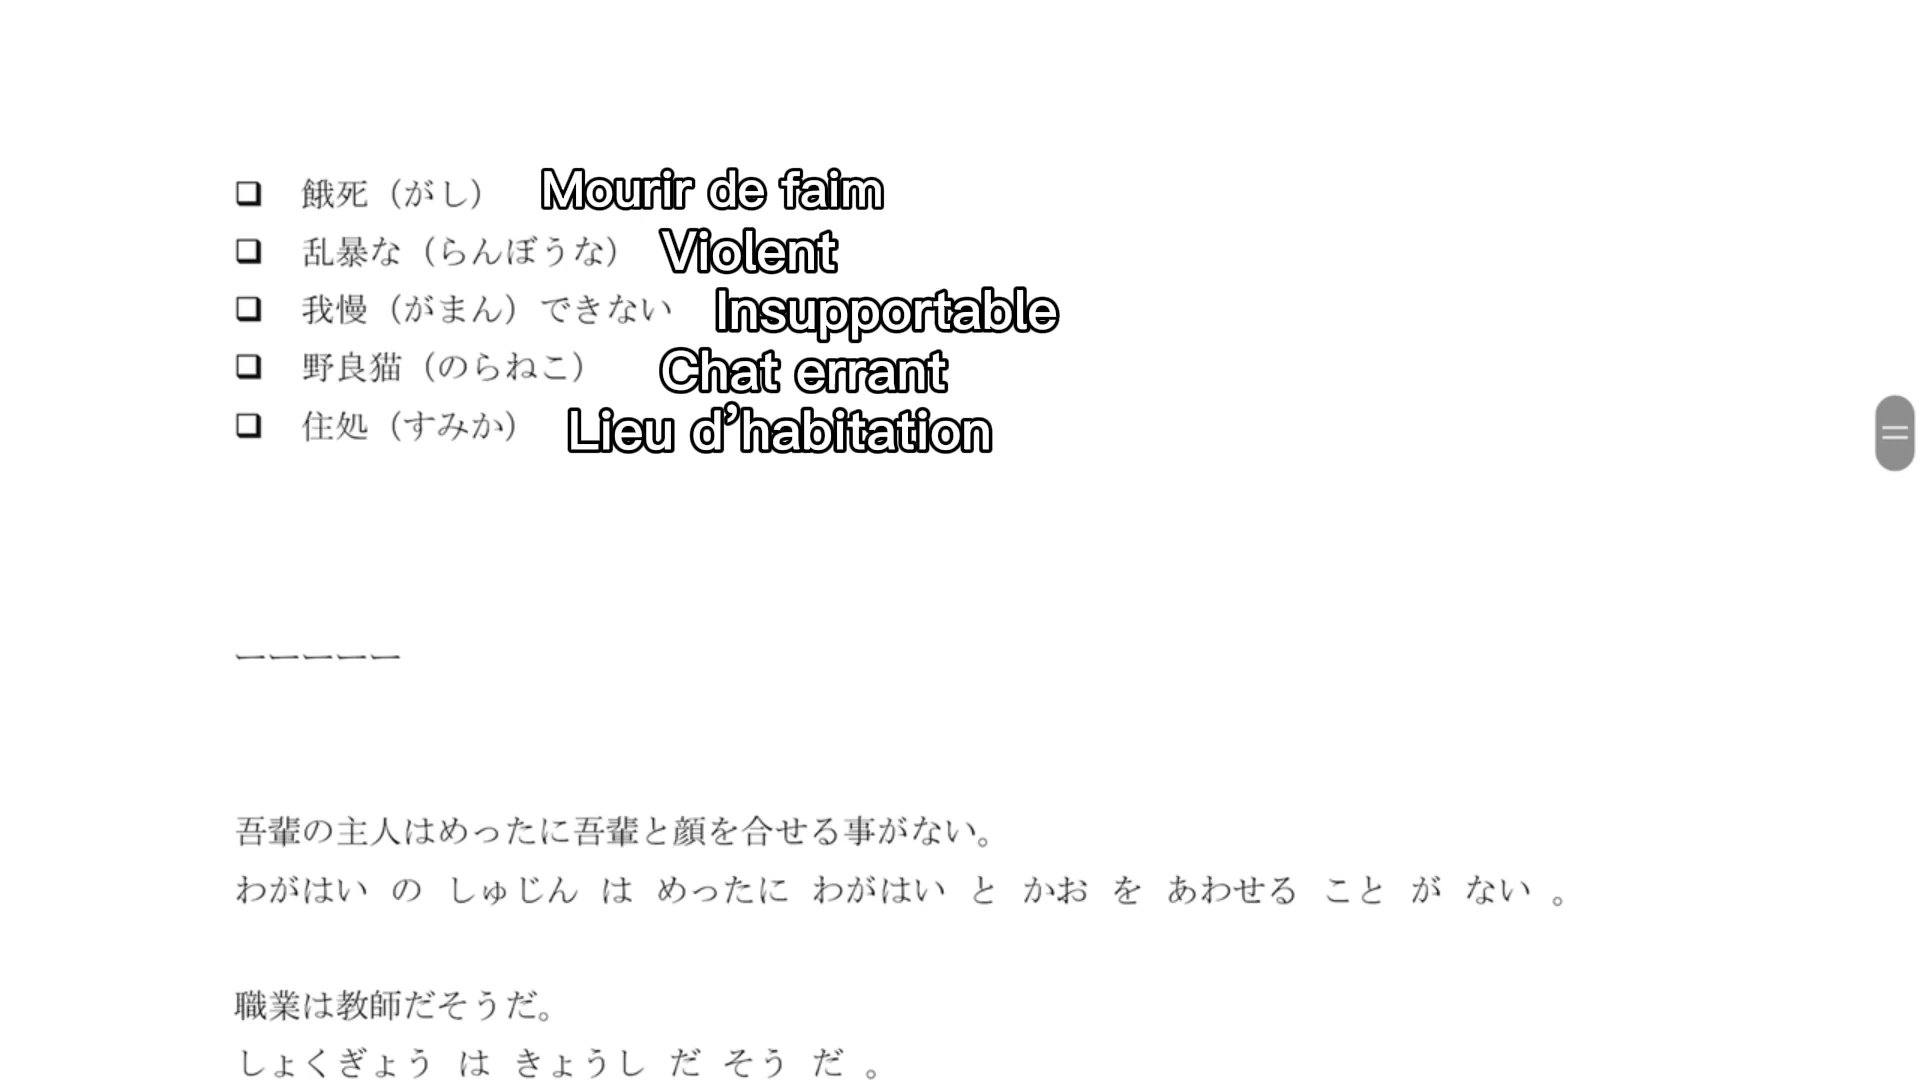 ❑ 餓死（がし） Mourir de faim
❑ 乱暴な（らんぼうな） Violent
❑ 我慢（がまん）できない Insupportable
❑ 野良猫（のらねこ） Chat errant
❑ 住処（すみか） Lieu d’habitation
ーーーーー
吾輩の主人はめったに吾輩と顔を合せる事がない。
わがはい の しゅじん は めったに わがはい と かお を あわせる こと が ない 。
職業は教師だそうだ。
しょくぎょう は きょうし だ そう だ 。